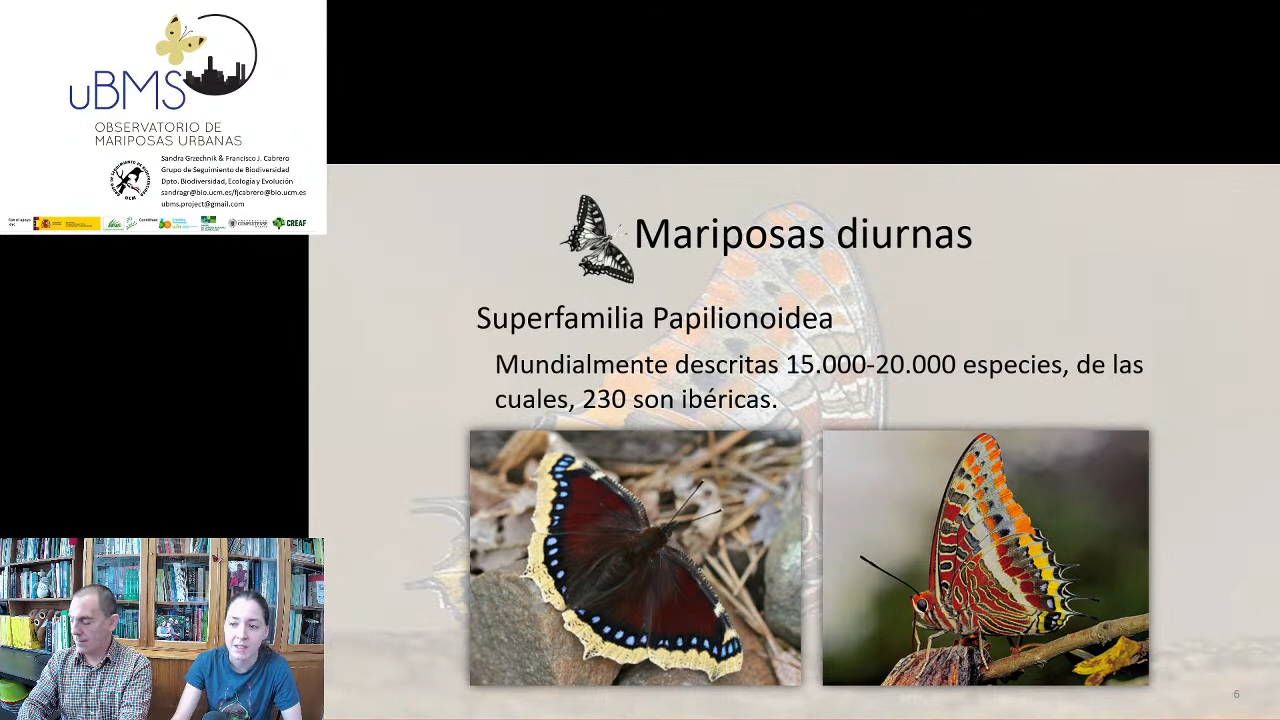 uBMS
OBSERVATORIO DE
MARIPOSAS URBANAS
Sandra Grzechnik & Francisco J. Cabrero
Grupo de Seguimiento de Biodiversidad
Dpto. Biodiversidad, Ecología y Evolución
sandragr@bio.ucm.es/fjcabrero@bio.ucm.es
ubms.project@gmail.com
CREAF
Mariposas diurnas
Superfamilia Papilionoidea
Mundialmente descritas 15.000-20.000 especies, de las
cuales, 230 son ibéricas.
6